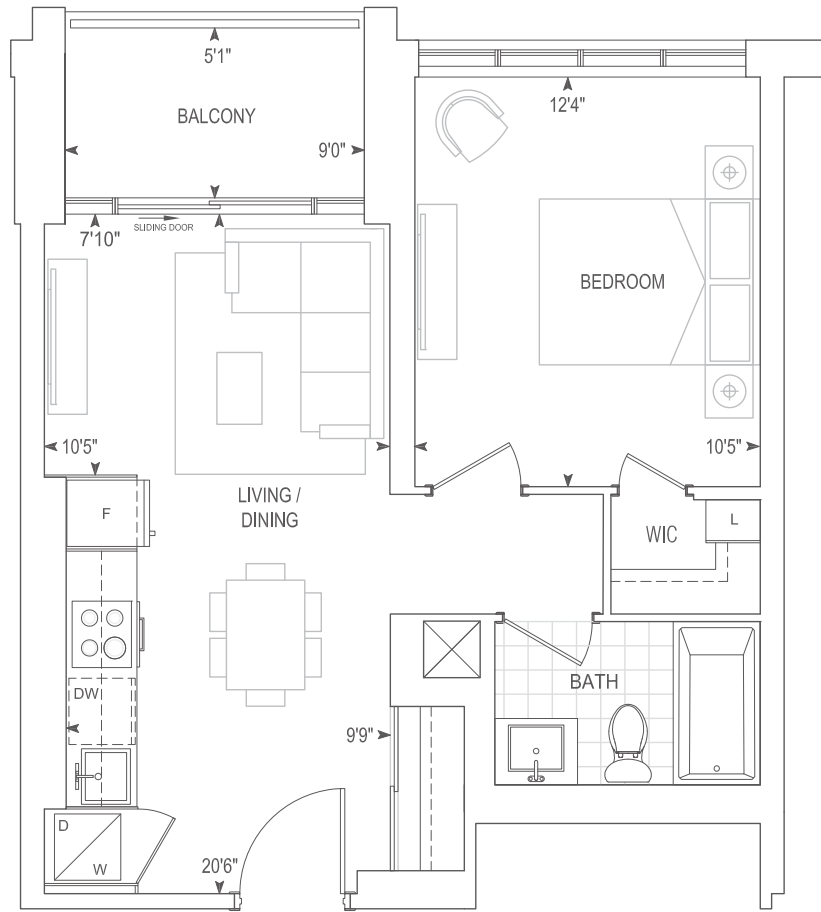 5'1"
12'4"
BALCONY
9'0"
SLIDING DOOR
7'10"
BEDROOM
10'5"
10'5"
LIVING /
DINING
F
L
WIC
BATH
DW
9'9"
D
W
20'6"